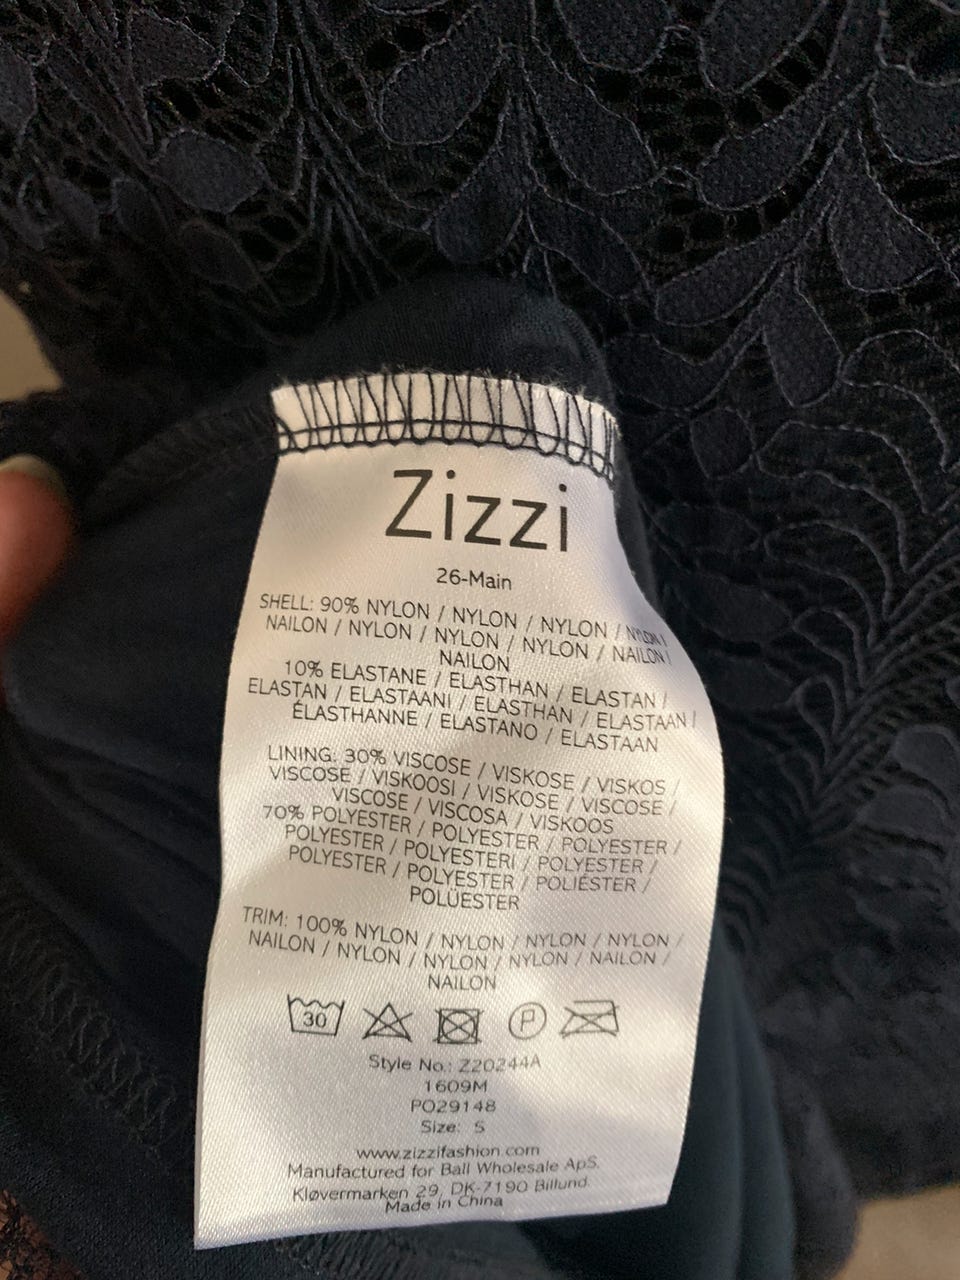 Zizzi
26-Main
SHELL: 90% NYLON / NYLON / NYLON / NYLON /
NAILON / NYLON / NYLON / NYLON / NAILON /
NAILON
10% ELASTANE / ELASTHAN / ELASTAN /
ELASTAN / ELASTAANI / ELASTHAN / ELASTAAN /
ÉLASTHANNE / ELASTANO / ELASTAAN
LINING: 30% VISCOSE / VISKOSE / VISKOS /
VISCOSE / VISKOOSI / VISKOSE / VISCOSE /
VISCOSE / VISCOSA / VISKOOS
70% POLYESTER / POLYESTER / POLYESTER /
POLYESTER / POLYESTERI / POLYESTER /
POLYESTER / POLYESTER / POLIÉSTER /
POLÜESTER
TRIM: 100% NYLON / NYLON / NYLON / NYLON /
NAILON / NYLON / NYLON / NYLON / NAILON /
NAILON
30 P
Style No.: Z20244A
1609M
PO29148
Size: S
www.zizzifashion.com
Manufactured for Ball Wholesale ApS.
Kløvermarken 29, DK-7190 Billund.
Made in China